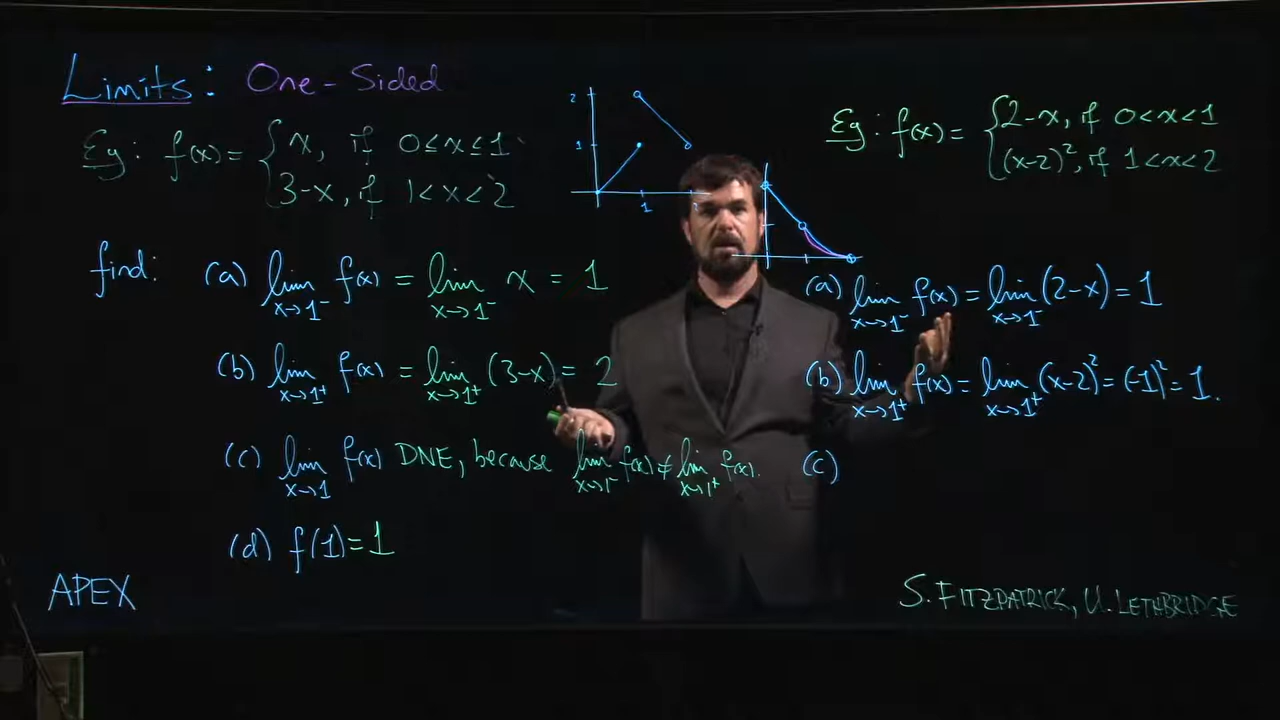 Limits: One-Sided
Eg: f(x) = { x, if 0≤x≤1
3-x, if 1<x<2
find: (a) lim x→1⁻ f(x) = lim x→1⁻ x = 1
(b) lim x→1⁺ f(x) = lim x→1⁺ (3-x) = 2
(c) lim x→1 f(x) DNE, because lim x→1⁻ f(x) ≠ lim x→1⁺ f(x).
(d) f(1)=1
APEX
2
1
1
Eg: f(x) = { 2-x, if 0<x<1
(x-2)², if 1<x<2
(a) lim x→1⁻ f(x) = lim x→1⁻ (2-x) = 1
(b) lim x→1⁺ f(x) = lim x→1⁺ (x-2)² = (-1)² = 1.
(c)
S. FITZPATRICK, U. LETHBRIDGE